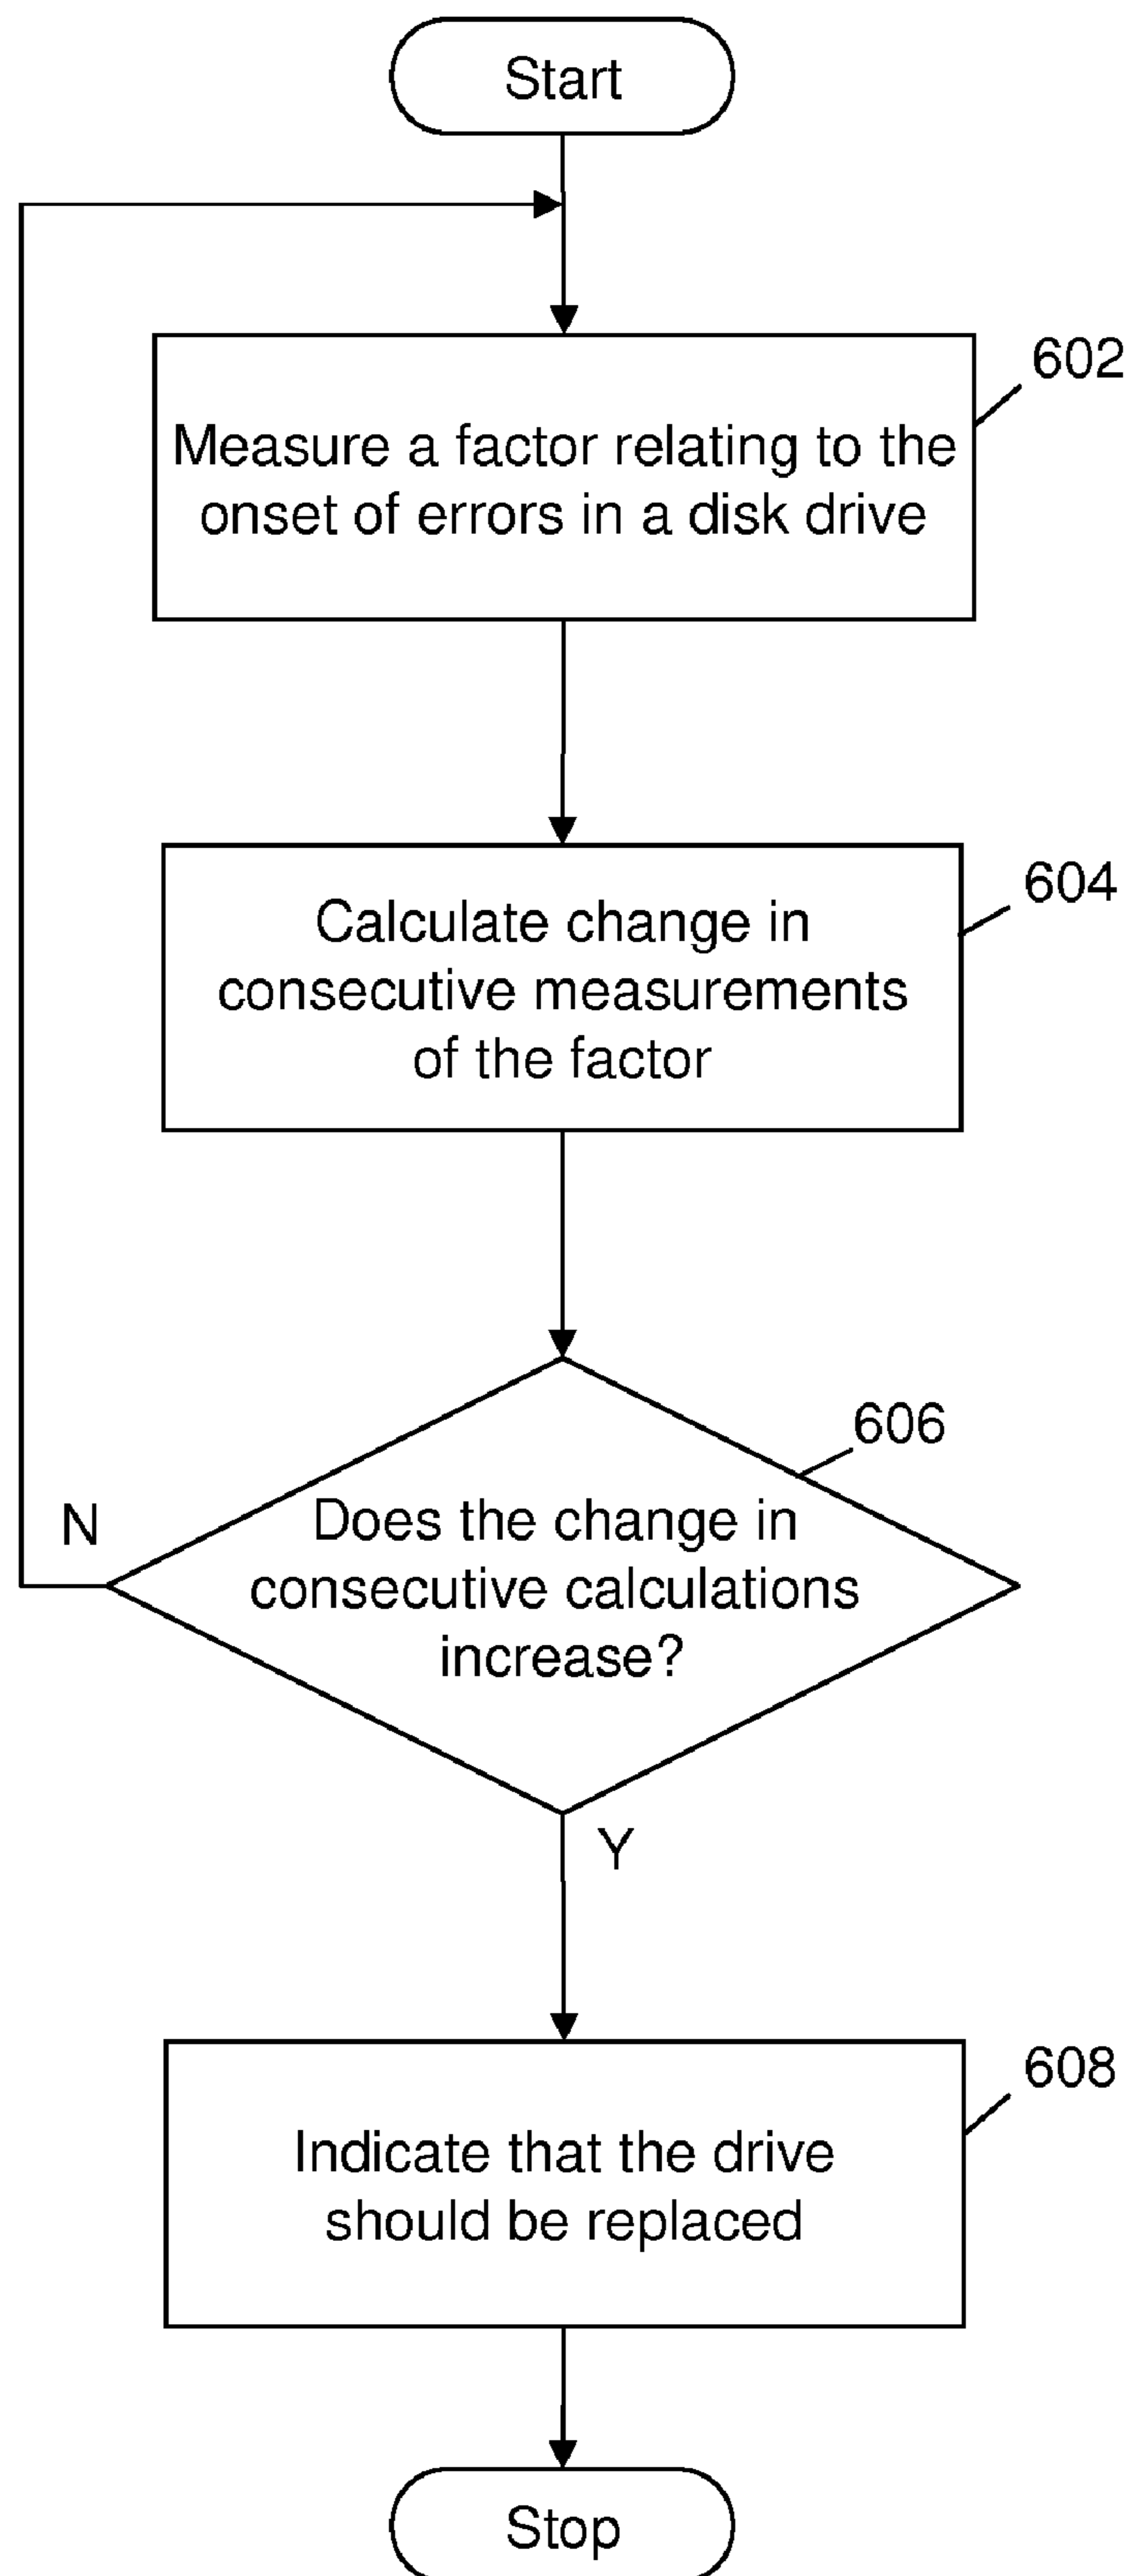 Start
602
Measure a factor relating to the
onset of errors in a disk drive
604
Calculate change in
consecutive measurements
of the factor
606
N
Does the change in
consecutive calculations
increase?
Y
608
Indicate that the drive
should be replaced
Stop